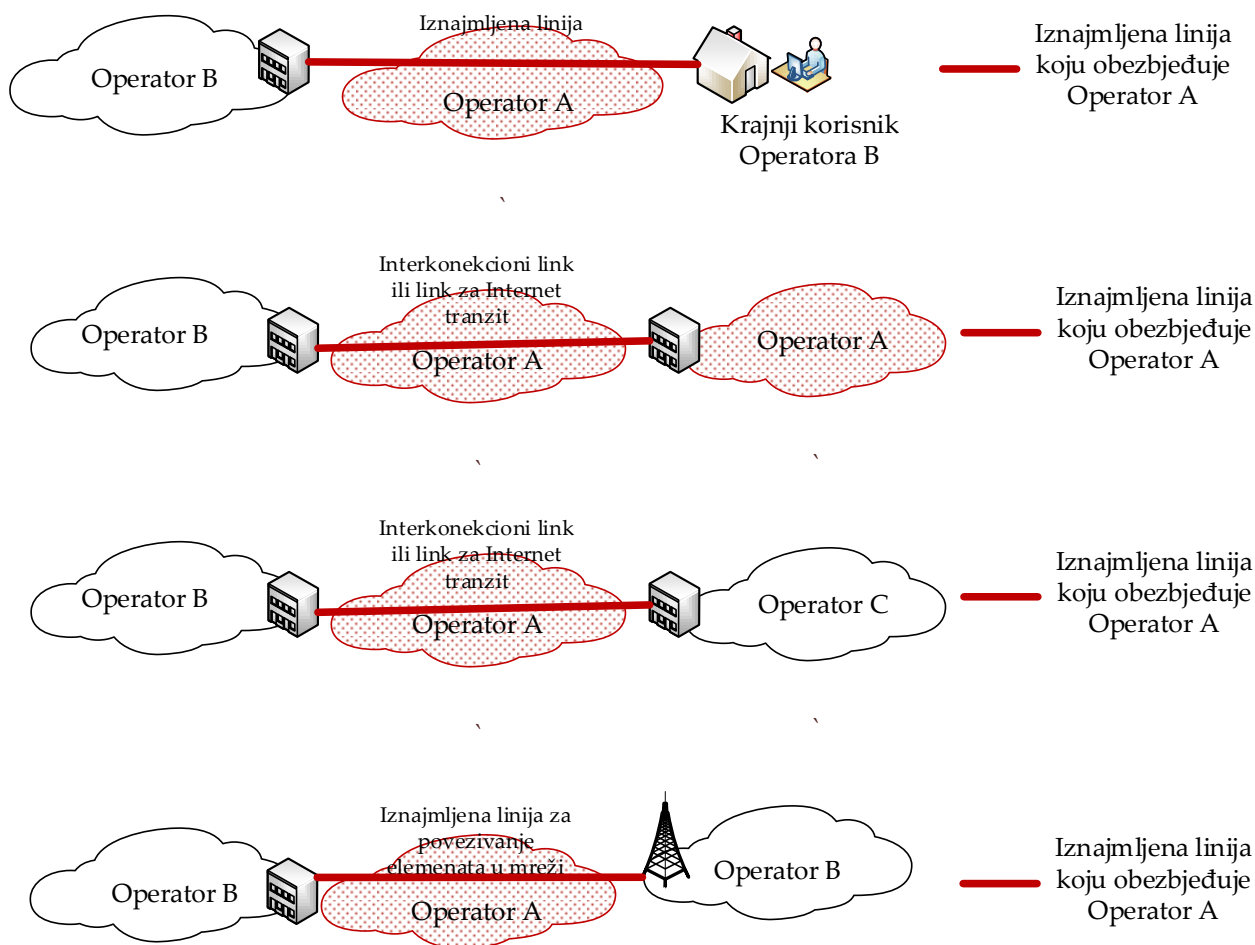 Iznajmljena linija
Operator B
Operator A
Krajnji korisnik
Operatora B
Iznajmljena linija
koju obezbjeđuje
Operator A
Interkonekcioni link
ili link za Internet
tranzit
Operator B
Operator A
Operator A
Iznajmljena linija
koju obezbjeđuje
Operator A
Interkonekcioni link
ili link za Internet
tranzit
Operator B
Operator A
Operator C
Iznajmljena linija
koju obezbjeđuje
Operator A
Iznajmljena linija za
povezivanje
elemenata u mreži
Operator B
Operator A
Operator B
Iznajmljena linija
koju obezbjeđuje
Operator A